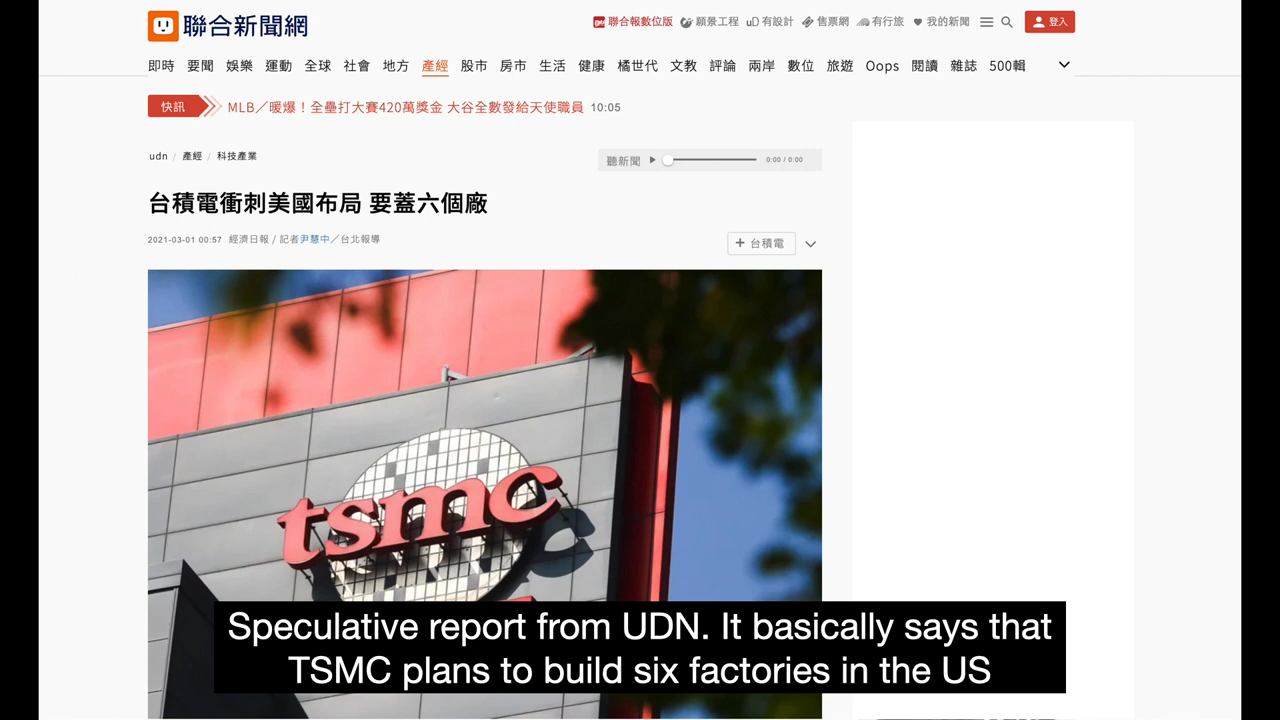 聯合新聞網
聯合報數位版 願景工程 uD 有設計 售票網 有行旅 我的新聞 登入
即時 要聞 娛樂 運動 全球 社會 地方 產經 股市 房市 生活 健康 橘世代 文教 評論 兩岸 數位 旅遊 Oops 閱讀 雜誌 500輯
快訊 MLB／暖爆！全壘打大賽420萬獎金 大谷全數發給天使職員 10:05
udn / 產經 / 科技產業
聽新聞 0:00 / 0:00
台積電衝刺美國布局 要蓋六個廠
2021-03-01 00:57 經濟日報 / 記者尹慧中／台北報導
+ 台積電
tsmc
Speculative report from UDN. It basically says that
TSMC plans to build six factories in the US